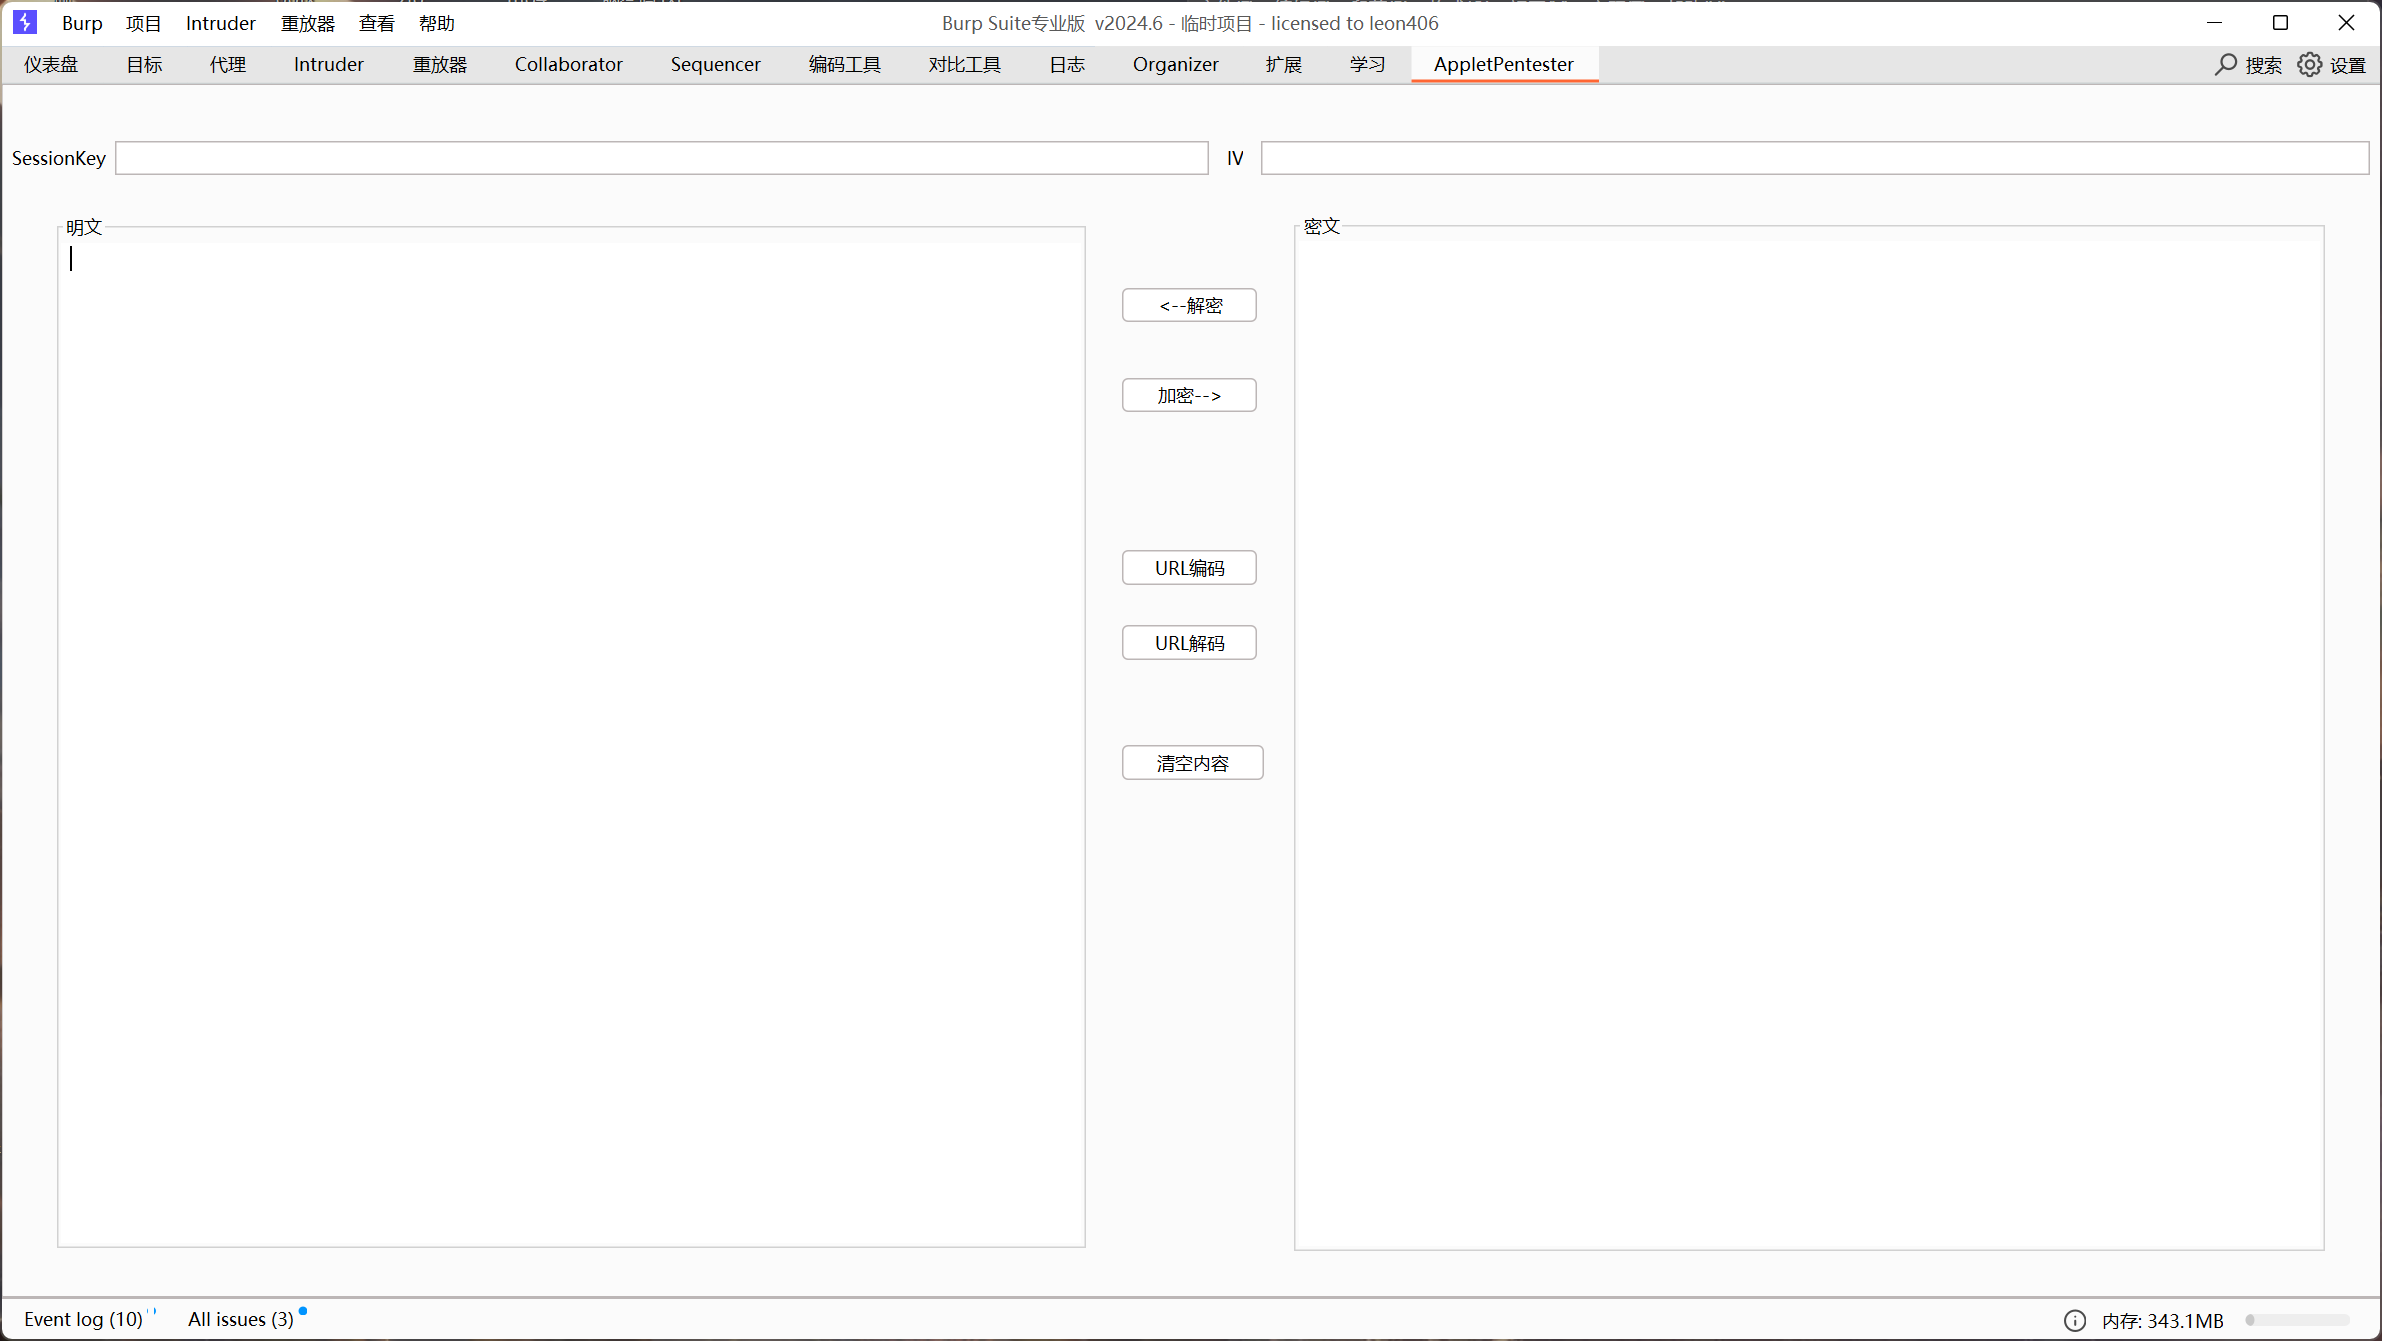 Burp 项目 Intruder 重放器 查看 帮助 Burp Suite专业版 v2024.6 - 临时项目 - licensed to leon406
仪表盘 目标 代理 Intruder 重放器 Collaborator Sequencer 编码工具 对比工具 日志 Organizer 扩展 学习 AppletPentester 搜索 设置
SessionKey IV
明文 密文
<--解密
加密-->
URL编码
URL解码
清空内容
Event log (10) All issues (3) 内存: 343.1MB